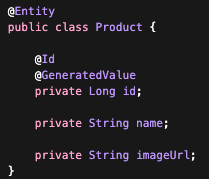 @Entity
public class Product {
@Id
@GeneratedValue
private Long id;
private String name;
private String imageUrl;
}